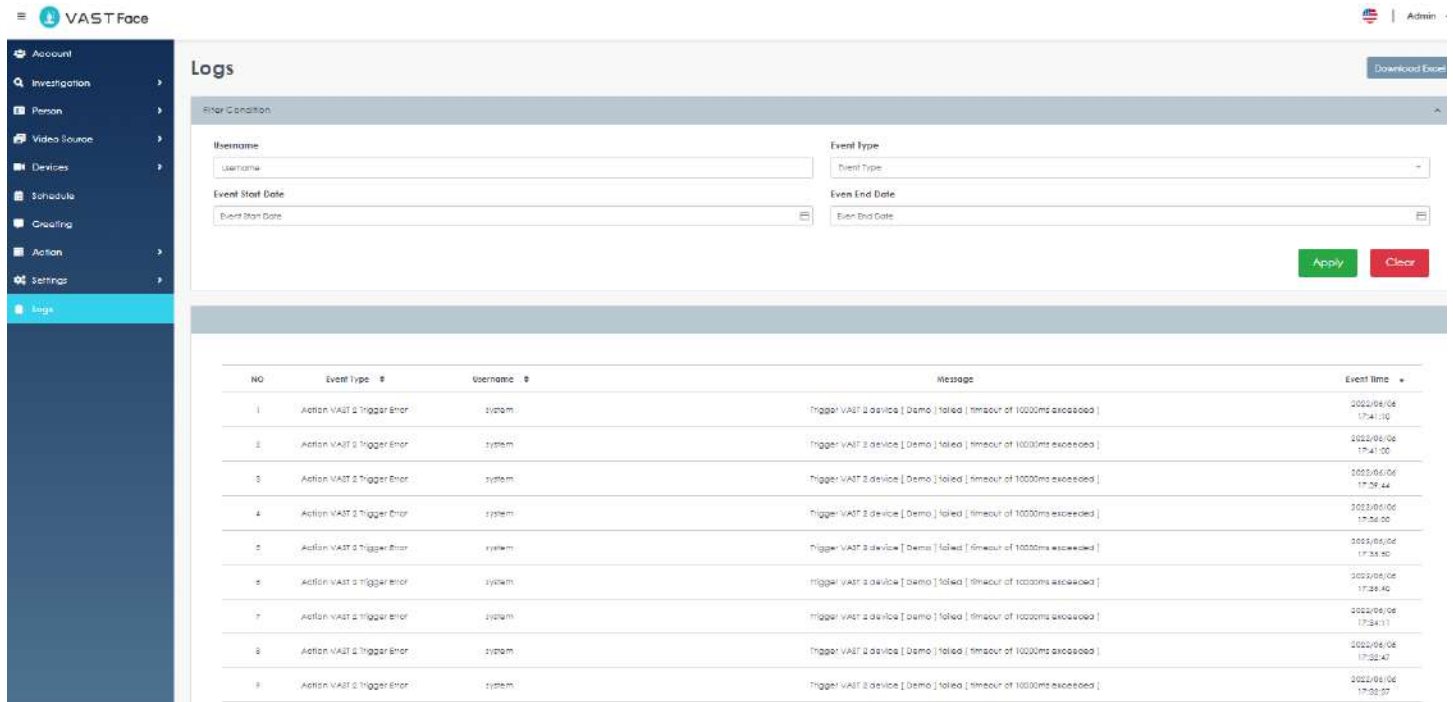 VAST Face
Admin
Account
Investigation
Person
Video Source
Devices
Schedule
Greeting
Action
Settings
Logs
Logs
Download Excel
Filter Condition
Username
Event Type
Username
Event Type
Event Start Date
Even End Date
Event Start Date
Even End Date
Apply
Clear
NO Event Type Username Message Event Time
1 Action VAST 2 Trigger Error system Trigger VAST 2 device [ Demo ] failed [ timeout of 10000ms exceeded ] 2022/06/06
17:41:10
2 Action VAST 2 Trigger Error system Trigger VAST 2 device [ Demo ] failed [ timeout of 10000ms exceeded ] 2022/06/06
17:41:00
3 Action VAST 2 Trigger Error system Trigger VAST 2 device [ Demo ] failed [ timeout of 10000ms exceeded ] 2022/06/06
4 Action VAST 2 Trigger Error system Trigger VAST 2 device [ Demo ] failed [ timeout of 10000ms exceeded ] 2022/06/06
5 Action VAST 2 Trigger Error system Trigger VAST 2 device [ Demo ] failed [ timeout of 10000ms exceeded ] 2022/06/06
6 Action VAST 2 Trigger Error system Trigger VAST 2 device [ Demo ] failed [ timeout of 10000ms exceeded ] 2022/06/06
7 Action VAST 2 Trigger Error system Trigger VAST 2 device [ Demo ] failed [ timeout of 10000ms exceeded ] 2022/06/06
17:34:11
8 Action VAST 2 Trigger Error system Trigger VAST 2 device [ Demo ] failed [ timeout of 10000ms exceeded ] 2022/06/06
17:32:47
9 Action VAST 2 Trigger Error system Trigger VAST 2 device [ Demo ] failed [ timeout of 10000ms exceeded ] 2022/06/06